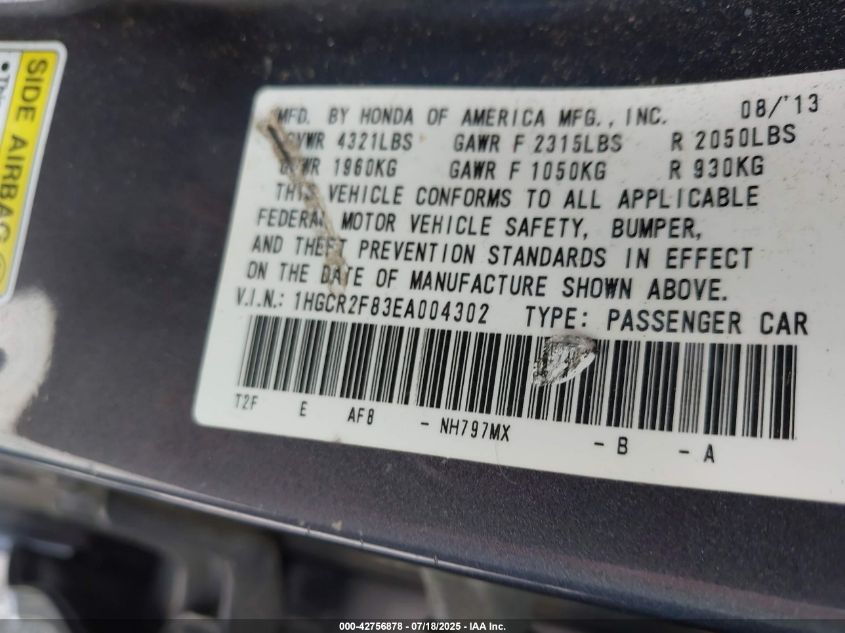 SIDE AIRBAG
MFD. BY HONDA OF AMERICA MFG., INC. 08/'13
GVWR 4321LBS GAWR F 2315LBS R 2050LBS
GVWR 1960KG GAWR F 1050KG R 930KG
THIS VEHICLE CONFORMS TO ALL APPLICABLE
FEDERAL MOTOR VEHICLE SAFETY, BUMPER,
AND THEFT PREVENTION STANDARDS IN EFFECT
ON THE DATE OF MANUFACTURE SHOWN ABOVE.
V.I.N.: 1HGCR2F83EA004302 TYPE: PASSENGER CAR
T2F E AF8 - NH797MX - B - A
000-42756878 - 07/18/2025 - IAA Inc.